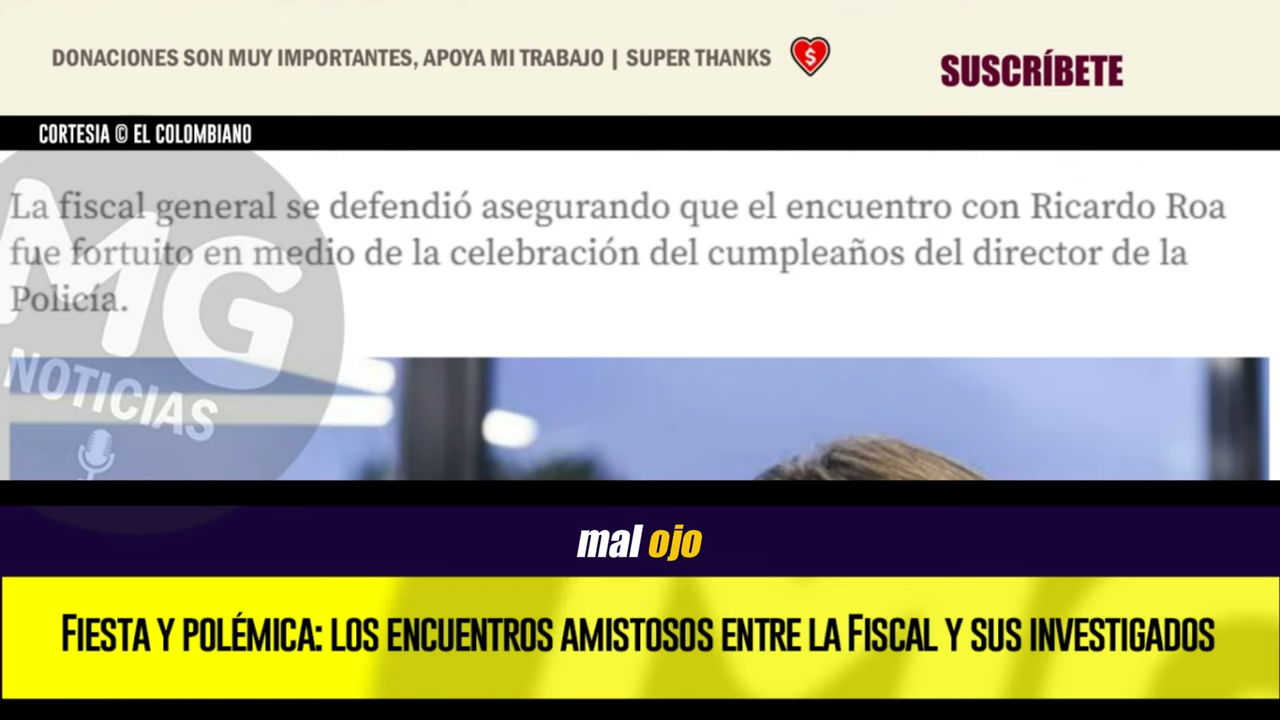 DONACIONES SON MUY IMPORTANTES, APOYA MI TRABAJO | SUPER THANKS $
SUSCRÍBETE
CORTESIA © EL COLOMBIANO
La fiscal general se defendió asegurando que el encuentro con Ricardo Roa
fue fortuito en medio de la celebración del cumpleaños del director de la
Policía.
MG
NOTICIAS
mal ojo
FIESTA Y POLÉMICA: LOS ENCUENTROS AMISTOSOS ENTRE LA FISCAL Y SUS INVESTIGADOS